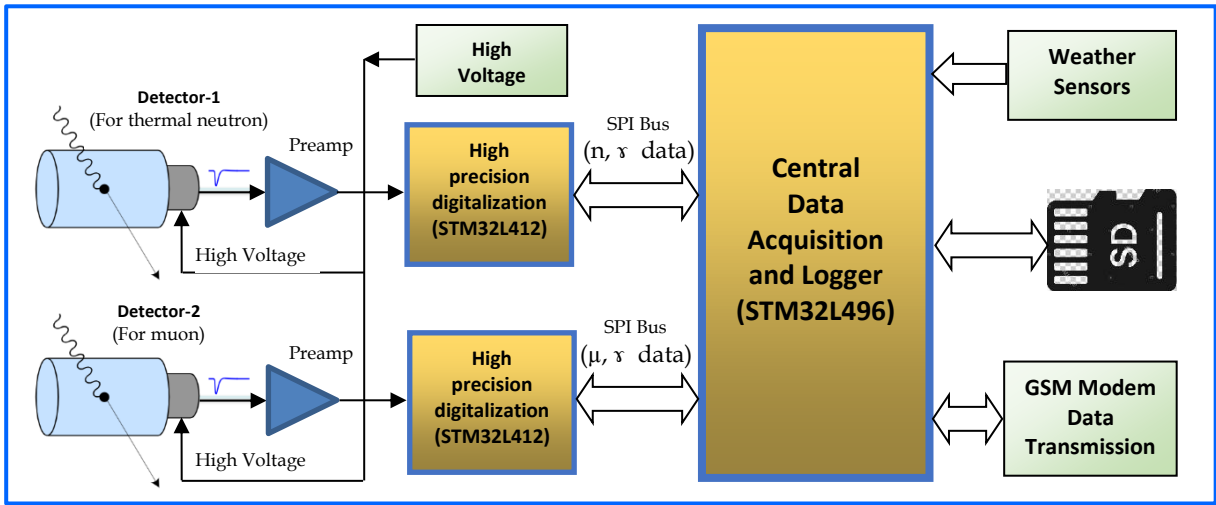 High
Voltage
Weather
Sensors
Detector-1
(For thermal neutron)
Preamp
High
precision
digitalization
(STM32L412)
SPI Bus
(n, ɤ data)
High Voltage
Central
Data
Acquisition
and Logger
(STM32L496)
SD
Detector-2
(For muon)
Preamp
High
precision
digitalization
(STM32L412)
SPI Bus
(μ, ɤ data)
High Voltage
GSM Modem
Data
Transmission